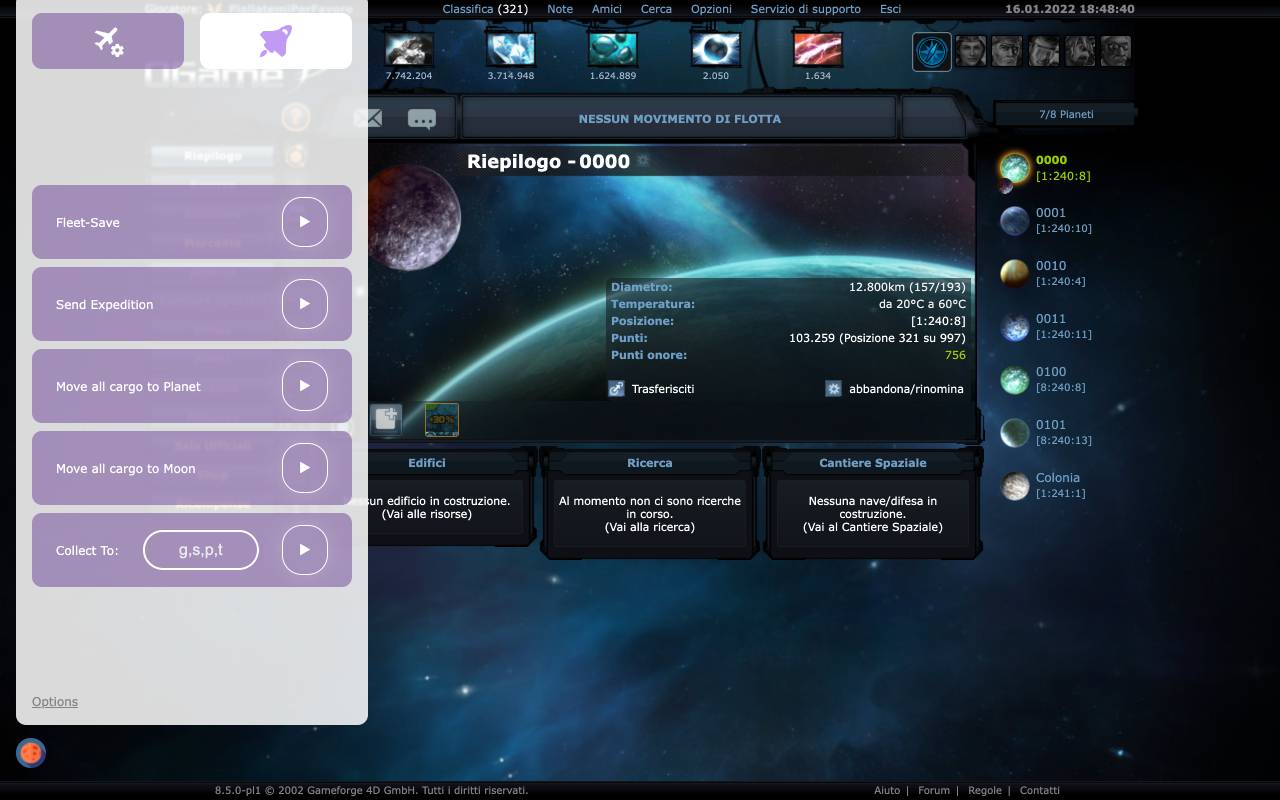 Giocatore: PieGatemiPerFavore
Classifica (321) Note Amici Cerca Opzioni Servizio di supporto Esci
16.01.2022 18:48:40
OGame
7.742.204 3.714.948 1.624.889 2.050 1.634
NESSUN MOVIMENTO DI FLOTTA
7/8 Pianeti
Riepilogo
Riepilogo - 0000
Diametro: 12.800km (157/193)
Temperatura: da 20°C a 60°C
Posizione: [1:240:8]
Punti: 103.259 (Posizione 321 su 997)
Punti onore: 756
Trasferisciti abbandona/rinomina
-30%
Fleet-Save
Send Expedition
Move all cargo to Planet
Move all cargo to Moon
Collect To: g,s,p,t
Options
Edifici
essun edificio in costruzione.
(Vai alle risorse)
Ricerca
Al momento non ci sono ricerche
in corso.
(Vai alla ricerca)
Cantiere Spaziale
Nessuna nave/difesa in
costruzione.
(Vai al Cantiere Spaziale)
0000
[1:240:8]
0001
[1:240:10]
0010
[1:240:4]
0011
[1:240:11]
0100
[8:240:8]
0101
[8:240:13]
Colonia
[1:241:1]
8.5.0-pl1 © 2002 Gameforge 4D GmbH. Tutti i diritti riservati.
Aiuto | Forum | Regole | Contatti